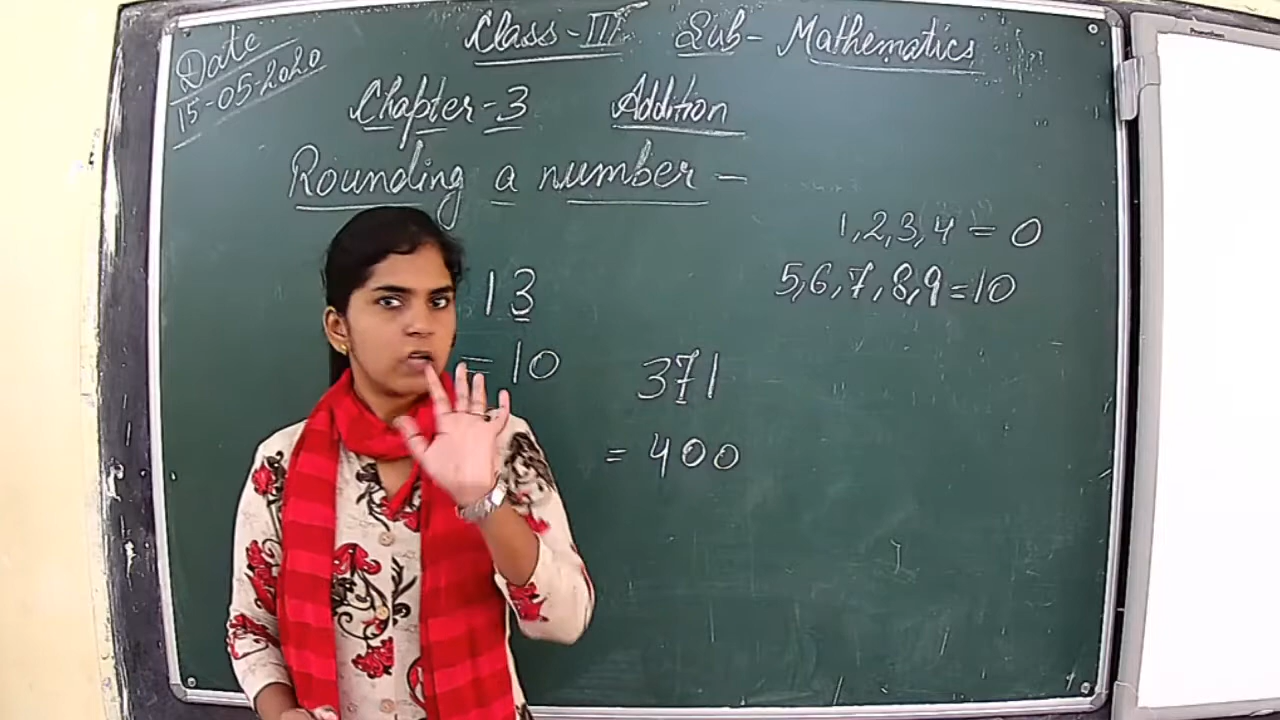 Date
15-05-2020
Class-III Sub- Mathematics
Chapter-3 Addition
Rounding a number -
1,2,3,4 = 0
5,6,7,8,9=10
13
= 10
371
= 400